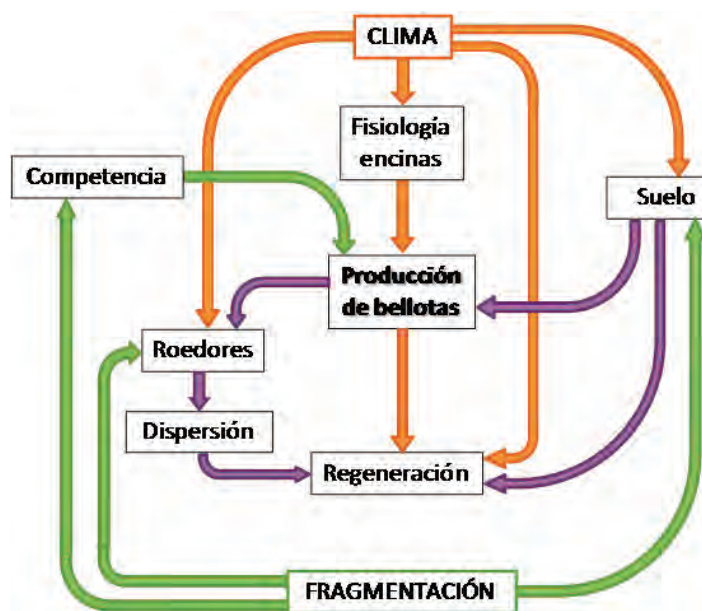 CLIMA
Fisiología
encinas
Competencia
Suelo
Producción
de bellotas
Roedores
Dispersión
Regeneración
FRAGMENTACIÓN